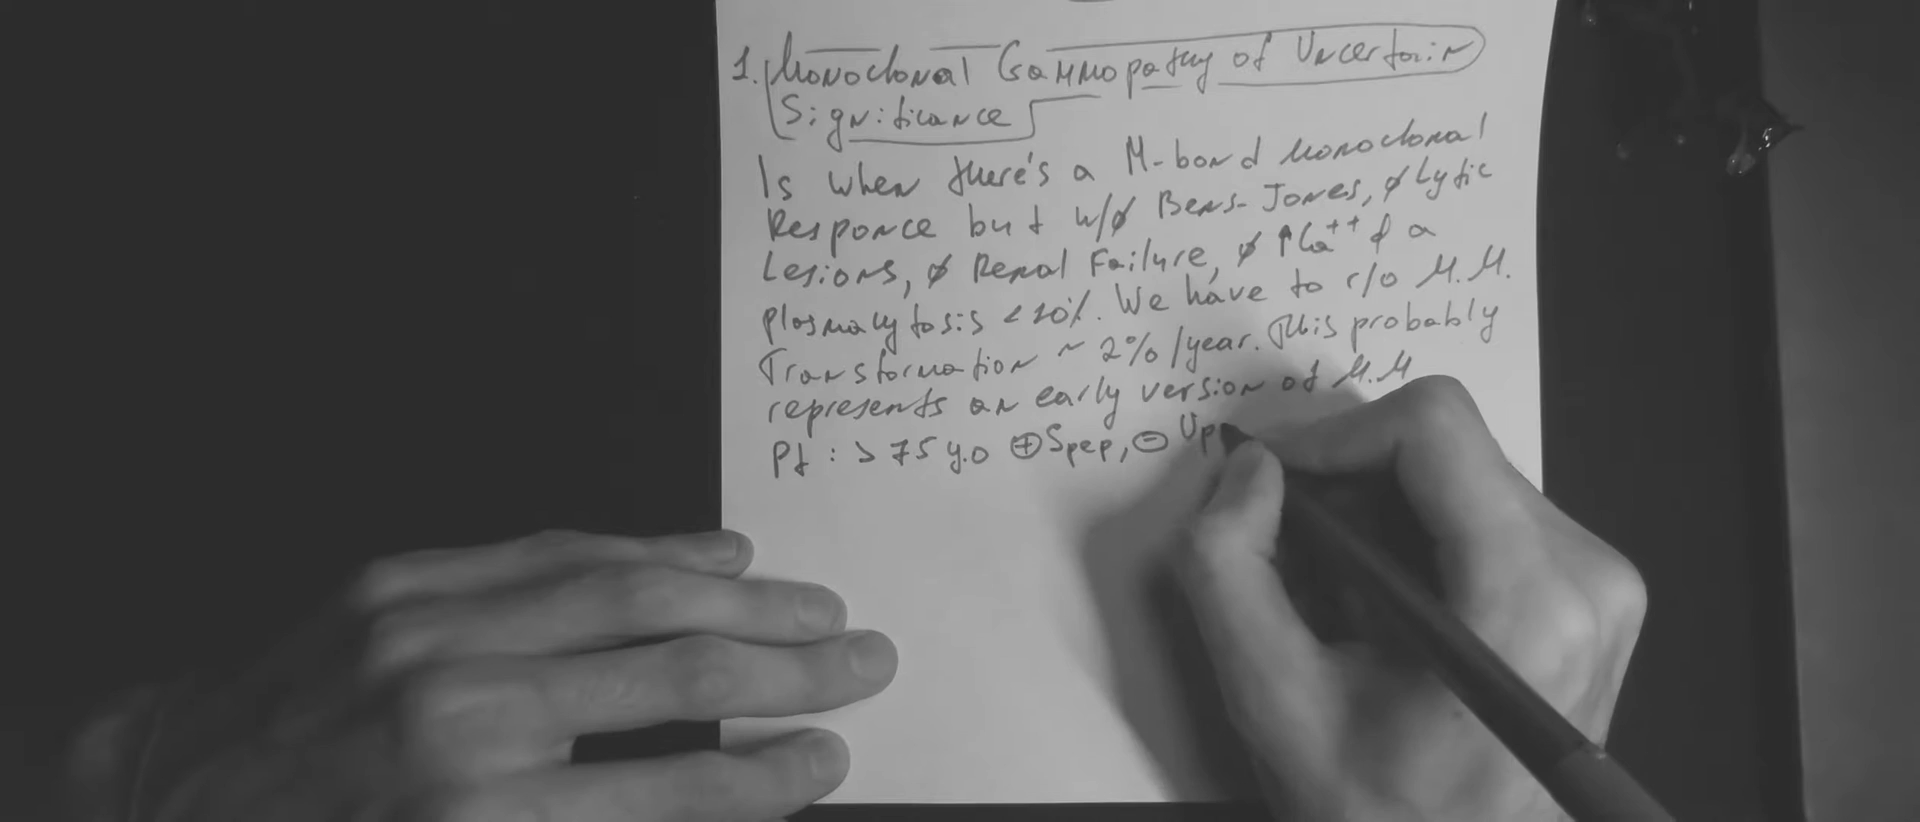 1. Monoclonal Gammopathy of Uncertain
Significance
Is when there's a M-band monoclonal
Responce but w/ø Bens-Jones, ø Lytic
Lesions, ø Renal Failure, ø ↑Ca⁺⁺ & a
plasmacytosis <10%. We have to r/o M.M.
Transformation ~ 2%/year. This probably
represents an early version of M.M
Pt: > 75 y.o ⊕Spep, ⊖ Up